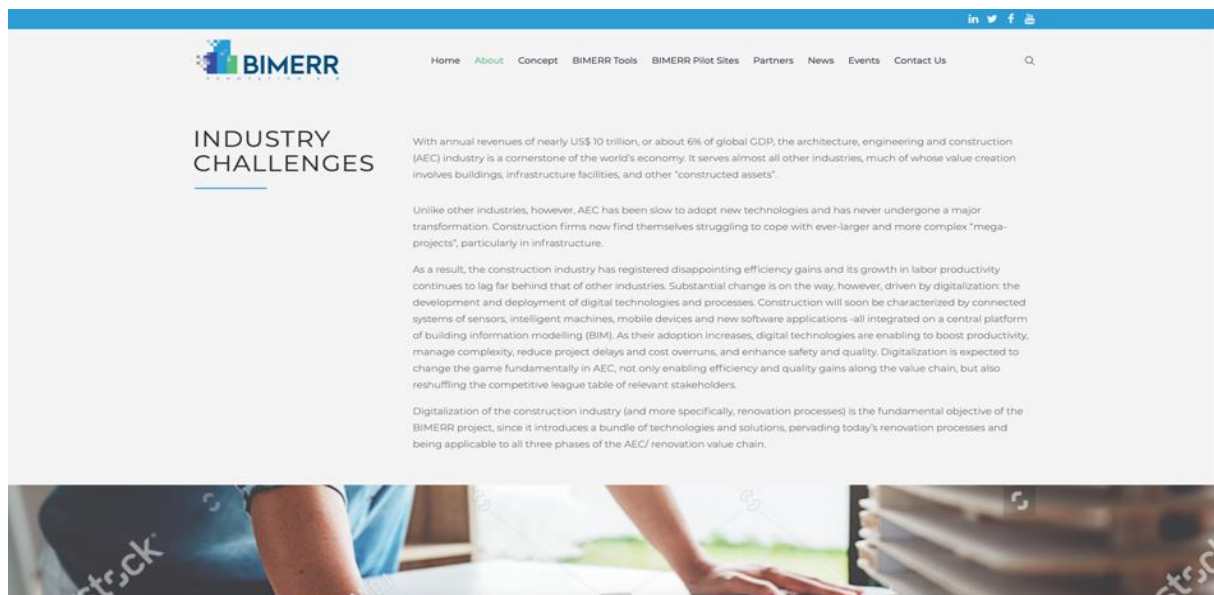 in f You Tube
BIMERR
RENOVATION BIM
Home About Concept BIMERR Tools BIMERR Pilot Sites Partners News Events Contact Us
INDUSTRY
CHALLENGES
With annual revenues of nearly US$ 10 trillion, or about 6% of global GDP, the architecture, engineering and construction
(AEC) industry is a cornerstone of the world's economy. It serves almost all other industries, much of whose value creation
involves buildings, infrastructure facilities, and other "constructed assets".
Unlike other industries, however, AEC has been slow to adopt new technologies and has never undergone a major
transformation. Construction firms now find themselves struggling to cope with ever-larger and more complex "mega-
projects", particularly in infrastructure.
As a result, the construction industry has registered disappointing efficiency gains and its growth in labor productivity
continues to lag far behind that of other industries. Substantial change is on the way, however, driven by digitalization: the
development and deployment of digital technologies and processes. Construction will soon be characterized by connected
systems of sensors, intelligent machines, mobile devices and new software applications -all integrated on a central platform
of building information modelling (BIM). As their adoption increases, digital technologies are enabling to boost productivity,
manage complexity, reduce project delays and cost overruns, and enhance safety and quality. Digitalization is expected to
change the game fundamentally in AEC, not only enabling efficiency and quality gains along the value chain, but also
reshuffling the competitive league table of relevant stakeholders.
Digitalization of the construction industry (and more specifically, renovation processes) is the fundamental objective of the
BIMERR project, since it introduces a bundle of technologies and solutions, pervading today's renovation processes and
being applicable to all three phases of the AEC/ renovation value chain.